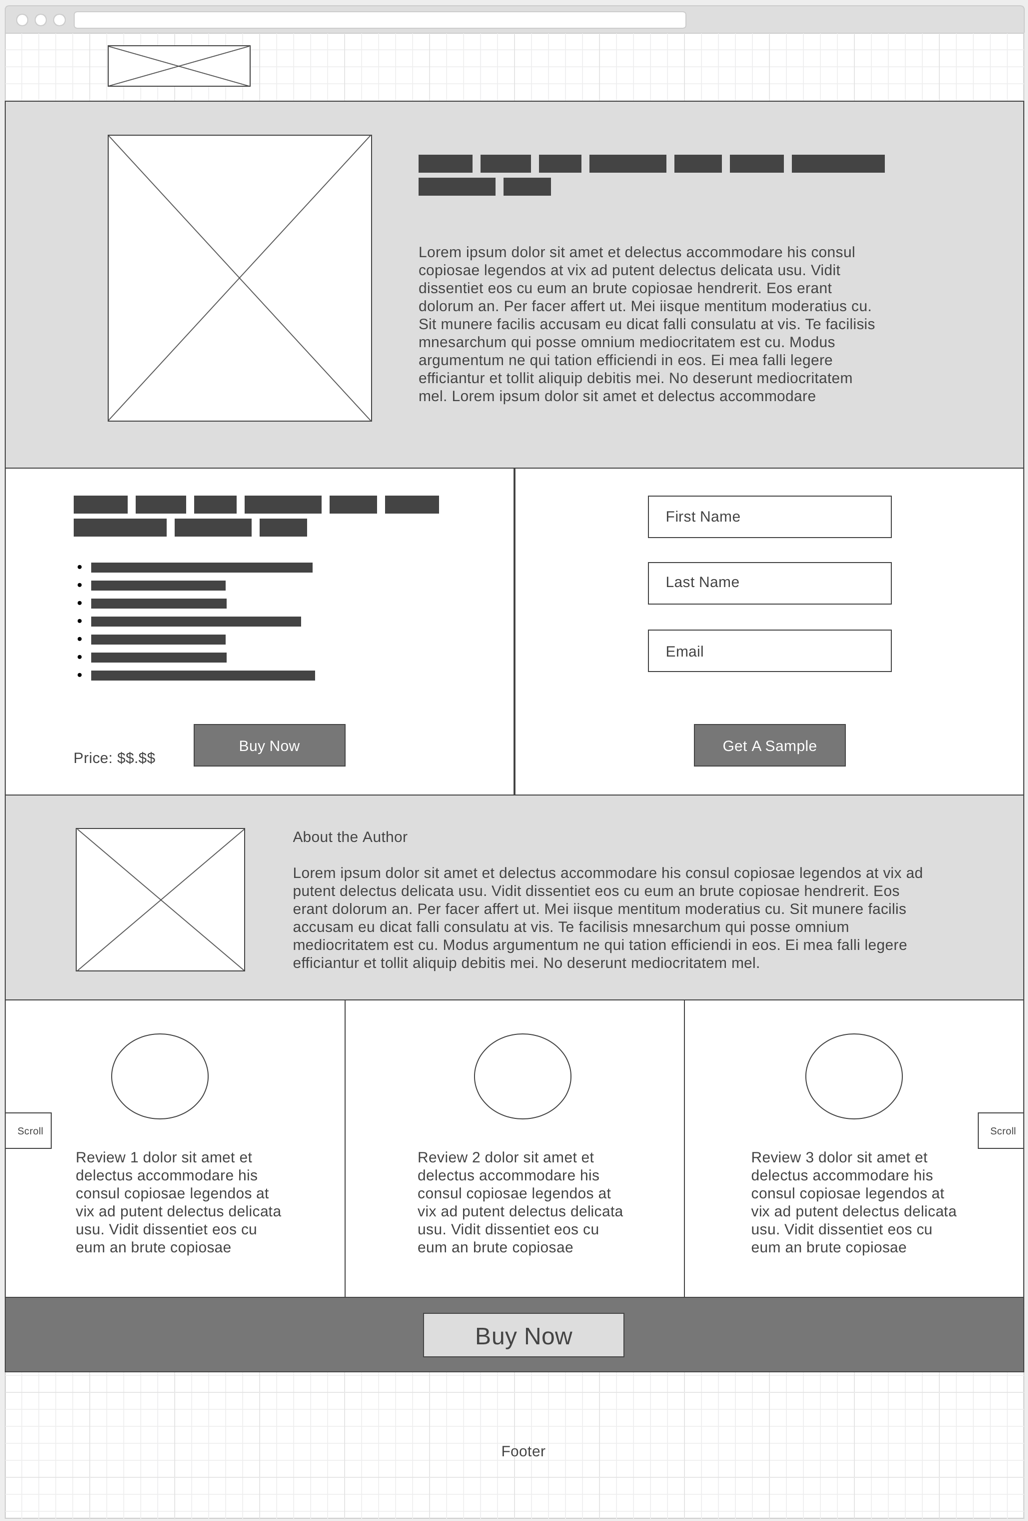 Lorem ipsum dolor sit amet et delectus accommodare his consul
copiosae legendos at vix ad putent delectus delicata usu. Vidit
dissentiet eos cu eum an brute copiosae hendrerit. Eos erant
dolorum an. Per facer affert ut. Mei iisque mentitum moderatius cu.
Sit munere facilis accusam eu dicat falli consulatu at vis. Te facilisis
mnesarchum qui posse omnium mediocritatem est cu. Modus
argumentum ne qui tation efficiendi in eos. Ei mea falli legere
efficiantur et tollit aliquip debitis mei. No deserunt mediocritatem
mel. Lorem ipsum dolor sit amet et delectus accommodare
Price: $$.$$
Buy Now
First Name
Last Name
Email
Get A Sample
About the Author
Lorem ipsum dolor sit amet et delectus accommodare his consul copiosae legendos at vix ad
putent delectus delicata usu. Vidit dissentiet eos cu eum an brute copiosae hendrerit. Eos
erant dolorum an. Per facer affert ut. Mei iisque mentitum moderatius cu. Sit munere facilis
accusam eu dicat falli consulatu at vis. Te facilisis mnesarchum qui posse omnium
mediocritatem est cu. Modus argumentum ne qui tation efficiendi in eos. Ei mea falli legere
efficiantur et tollit aliquip debitis mei. No deserunt mediocritatem mel.
Scroll
Review 1 dolor sit amet et
delectus accommodare his
consul copiosae legendos at
vix ad putent delectus delicata
usu. Vidit dissentiet eos cu
eum an brute copiosae
Review 2 dolor sit amet et
delectus accommodare his
consul copiosae legendos at
vix ad putent delectus delicata
usu. Vidit dissentiet eos cu
eum an brute copiosae
Review 3 dolor sit amet et
delectus accommodare his
consul copiosae legendos at
vix ad putent delectus delicata
usu. Vidit dissentiet eos cu
eum an brute copiosae
Scroll
Buy Now
Footer